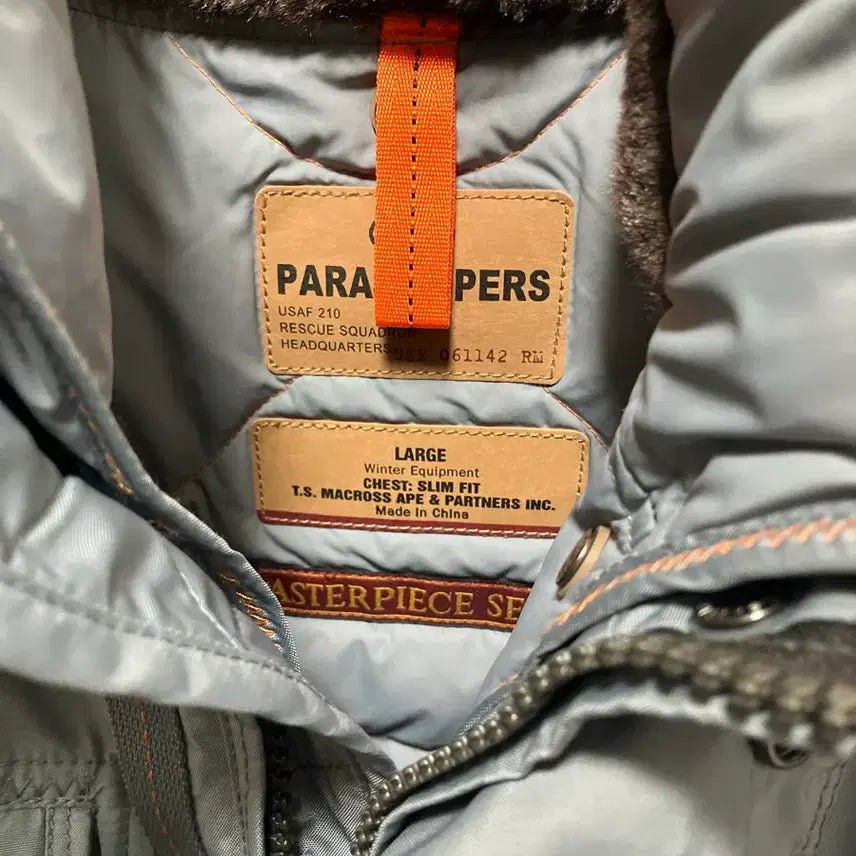 PARA PERS
USAF 210
RESCUE SQUADRON
HEADQUARTERS 061142 RM
LARGE
Winter Equipment
CHEST: SLIM FIT
T.S. MACROSS APE & PARTNERS INC.
Made In China
ASTERPIECE SE